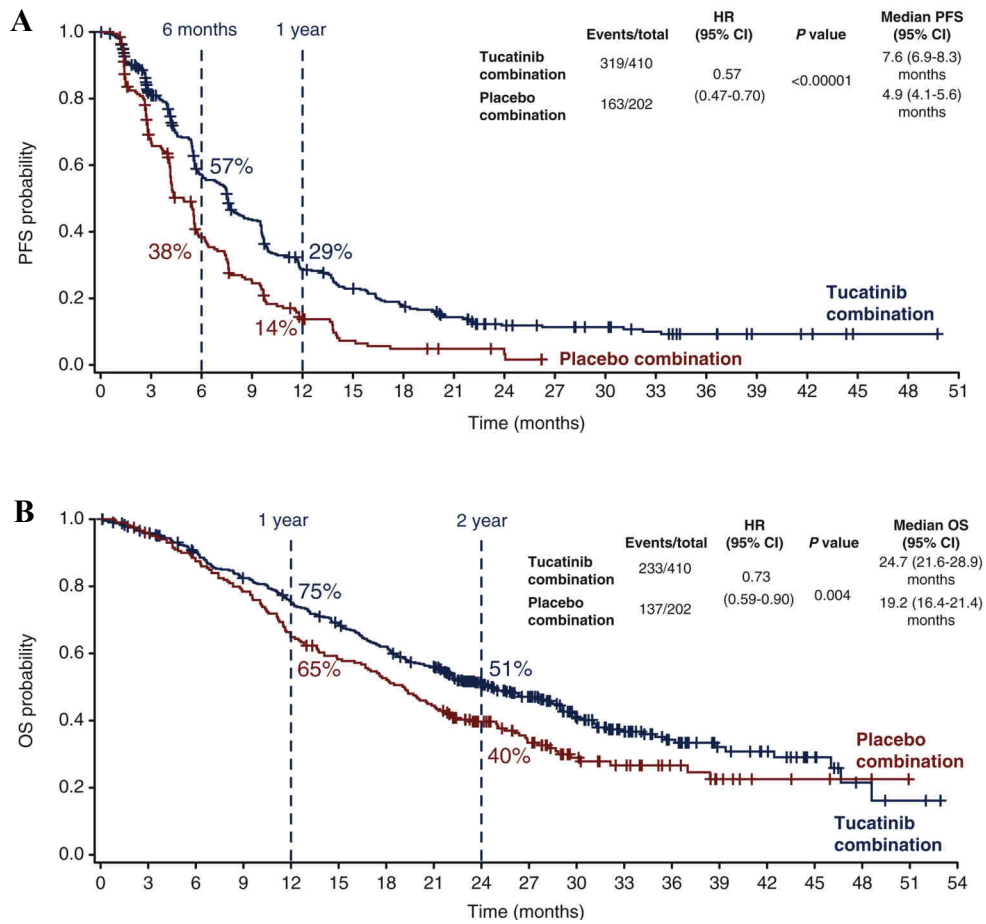 A
6 months
1 year
Events/total
HR
(95% CI)
P value
Median PFS
(95% CI)
Tucatinib
combination
319/410
0.57
(0.47-0.70)
<0.00001
7.6 (6.9-8.3)
months
Placebo
combination
163/202
4.9 (4.1-5.6)
months
PFS probability
1.0
0.8
0.6
0.4
0.2
0.0
57%
38%
29%
14%
Tucatinib
combination
Placebo combination
0 3 6 9 12 15 18 21 24 27 30 33 36 39 42 45 48 51
Time (months)
B
1 year
2 year
Events/total
HR
(95% CI)
P value
Median OS
(95% CI)
Tucatinib
combination
233/410
0.73
(0.59-0.90)
0.004
24.7 (21.6-28.9)
months
Placebo
combination
137/202
19.2 (16.4-21.4)
months
OS probability
1.0
0.8
0.6
0.4
0.2
0.0
75%
65%
51%
40%
Placebo
combination
Tucatinib
combination
0 3 6 9 12 15 18 21 24 27 30 33 36 39 42 45 48 51 54
Time (months)